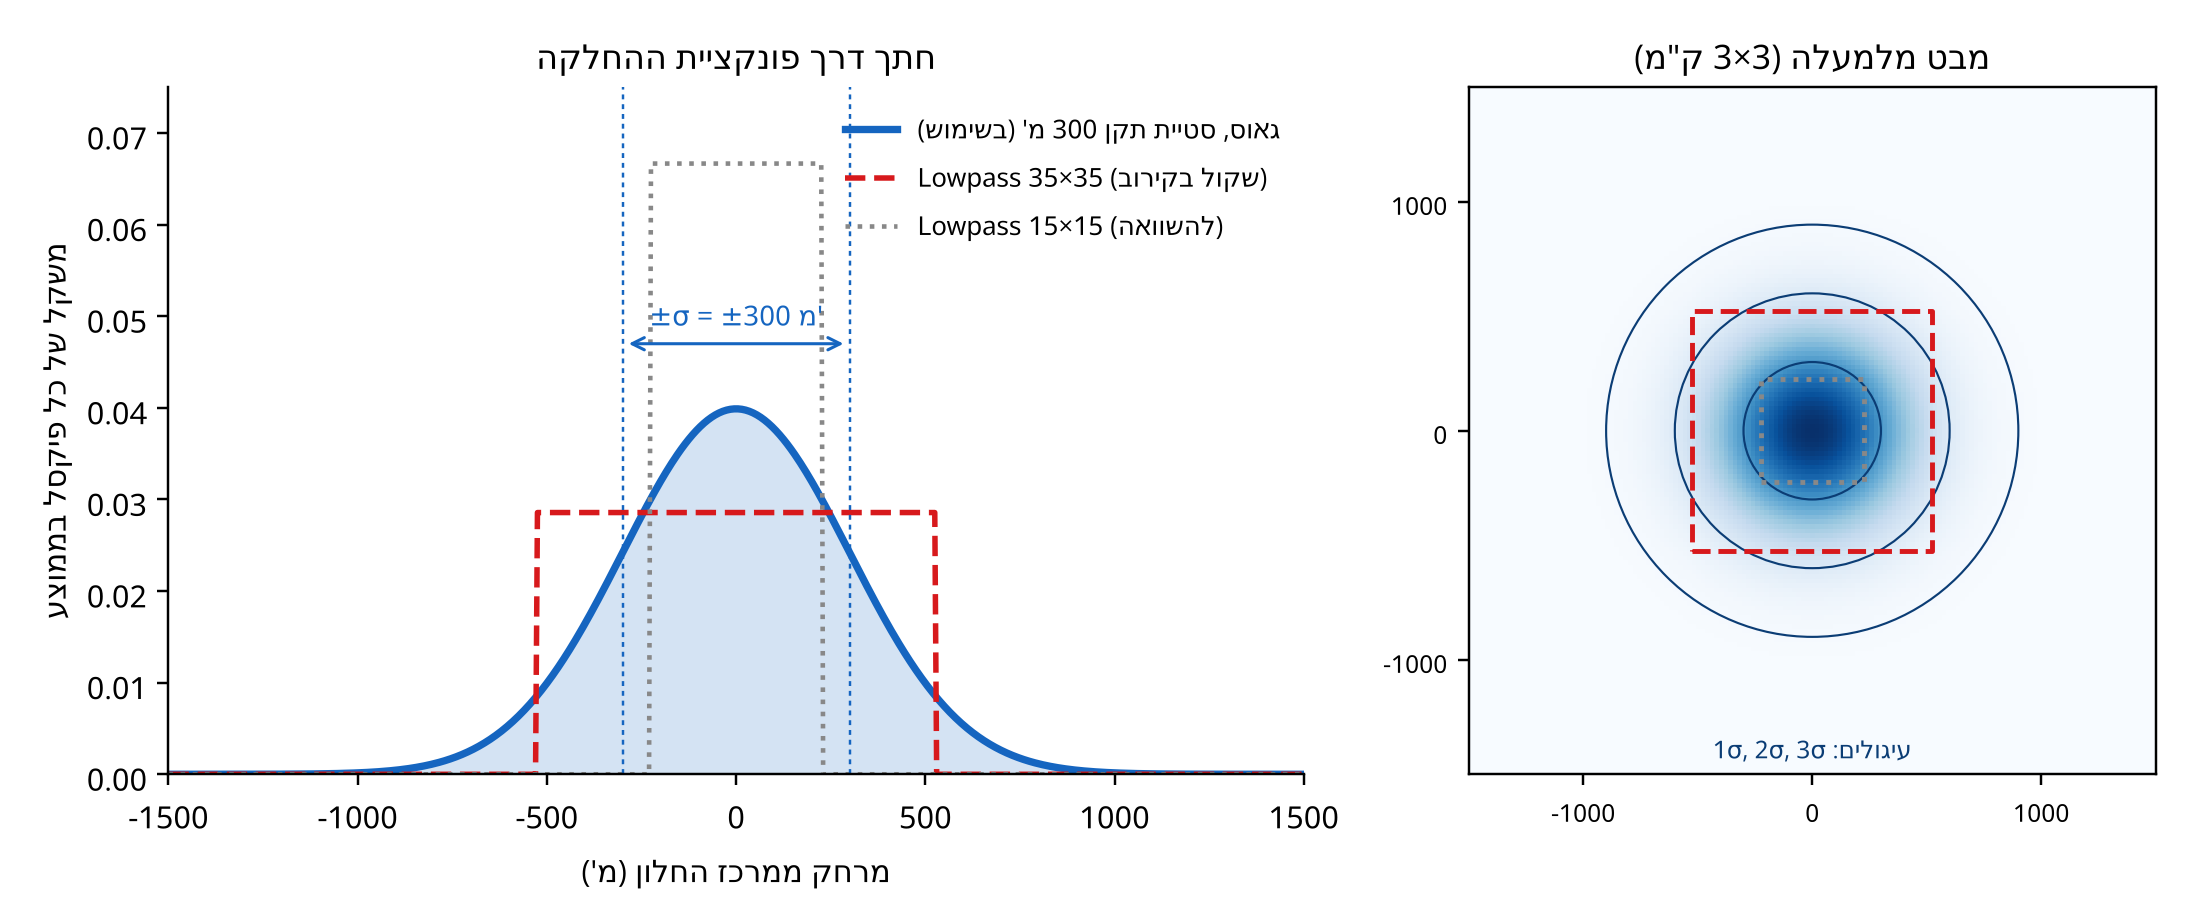 חתך דרך פונקציית ההחלקה
משקל של כל פיקסל בממוצע
0.07
0.06
0.05
0.04
0.03
0.02
0.01
0.00
גאוס, סטיית תקן 300 מ' (בשימוש)
Lowpass 35×35 (שקול בקירוב)
Lowpass 15×15 (להשוואה)
±σ = ±300 מ'
-1500 -1000 -500 0 500 1000 1500
מרחק ממרכז החלון (מ')
מבט מלמעלה (3×3 ק"מ)
1000
0
-1000
עיגולים: 1σ, 2σ, 3σ
-1000 0 1000